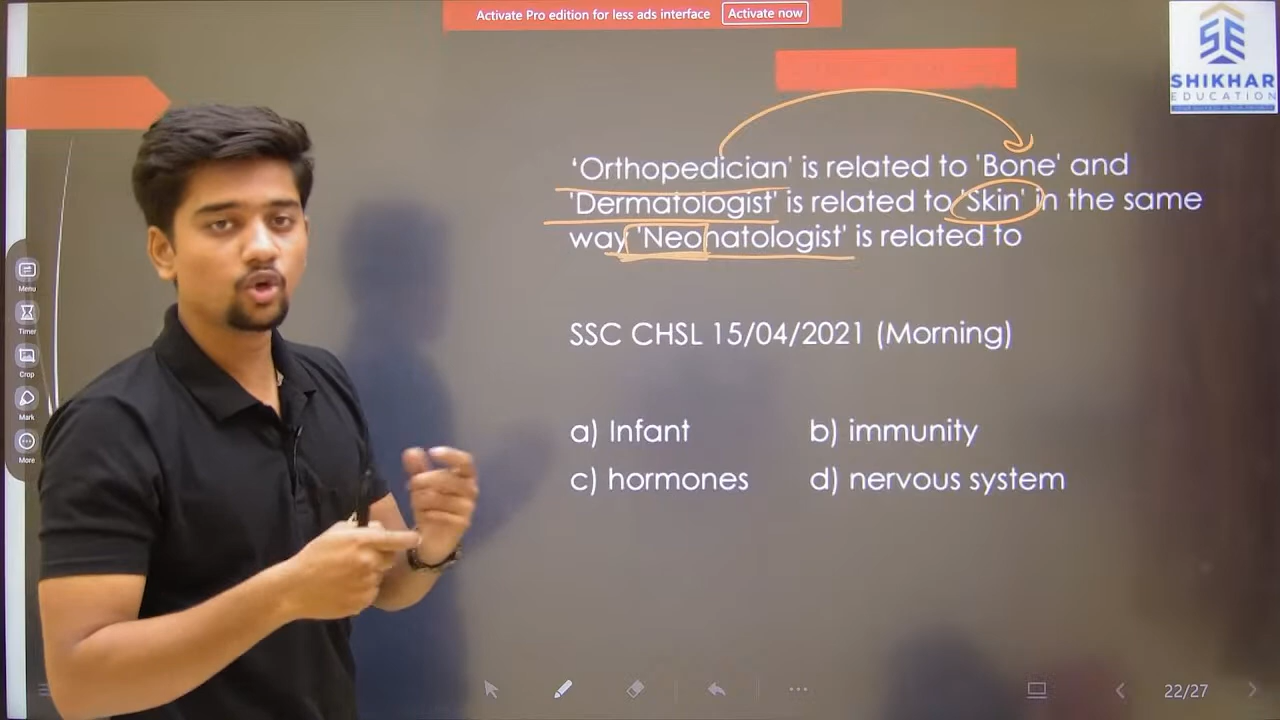 Activate Pro edition for less ads interface Activate now
SHIKHAR
EDUCATION
‘Orthopedician' is related to 'Bone' and
'Dermatologist' is related to 'Skin' in the same
way 'Neonatologist' is related to
SSC CHSL 15/04/2021 (Morning)
a) Infant b) immunity
c) hormones d) nervous system
Menu
Timer
Crop
Mark
More
22/27